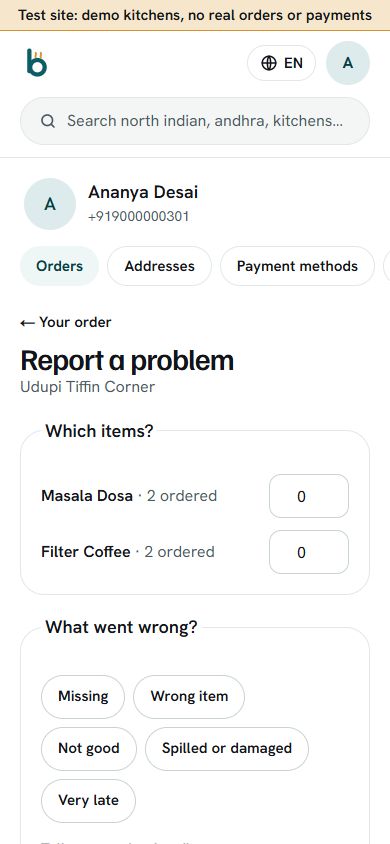 Test site: demo kitchens, no real orders or payments
b
EN
A
Search north indian, andhra, kitchens...
A
Ananya Desai
+919000000301
Orders
Addresses
Payment methods
← Your order
Report a problem
Udupi Tiffin Corner
Which items?
Masala Dosa · 2 ordered
0
Filter Coffee · 2 ordered
0
What went wrong?
Missing
Wrong item
Not good
Spilled or damaged
Very late